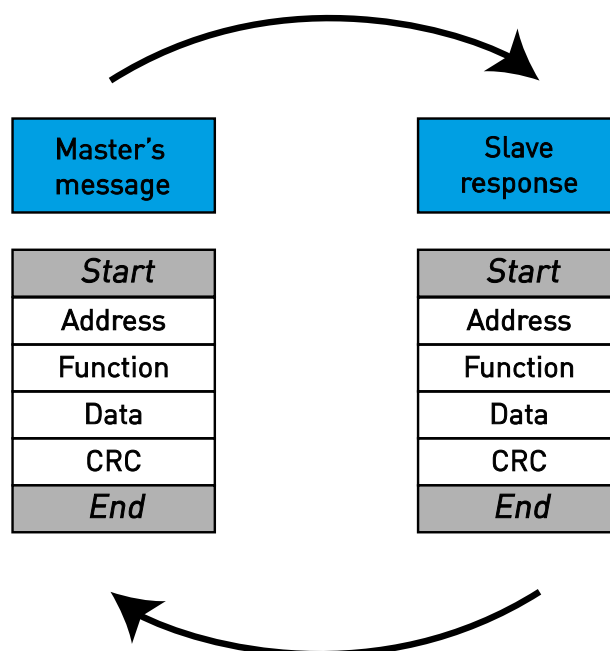 Master's
message
Start
Address
Function
Data
CRC
End
Slave
response
Start
Address
Function
Data
CRC
End